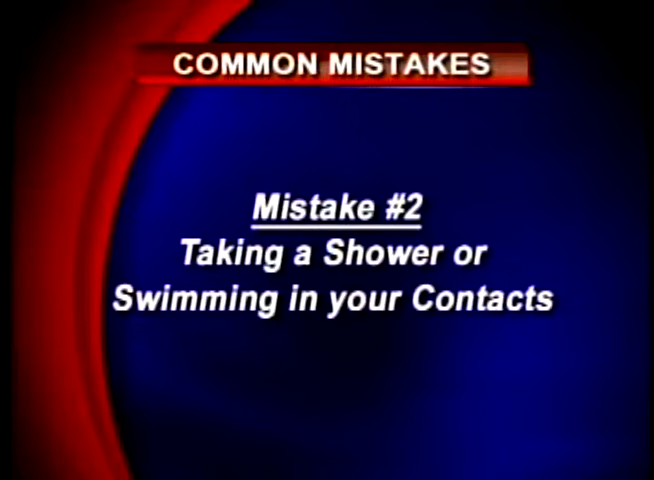 COMMON MISTAKES
Mistake #2
Taking a Shower or
Swimming in your Contacts